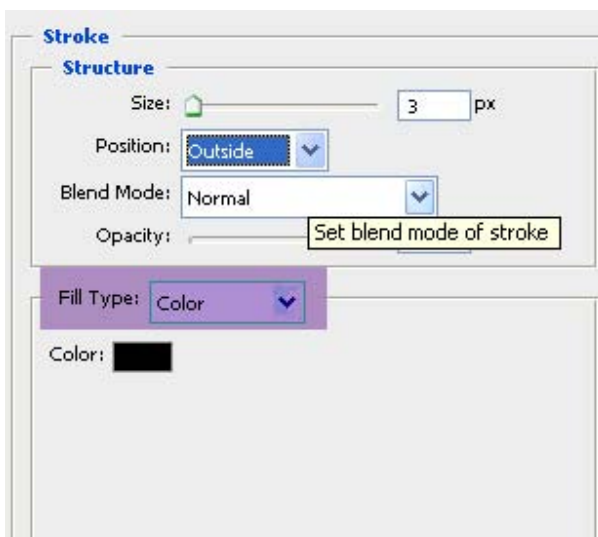 Stroke
Structure
Size: 3 px
Position: Outside
Blend Mode: Normal
Set blend mode of stroke
Opacity:
Fill Type: Color
Color: